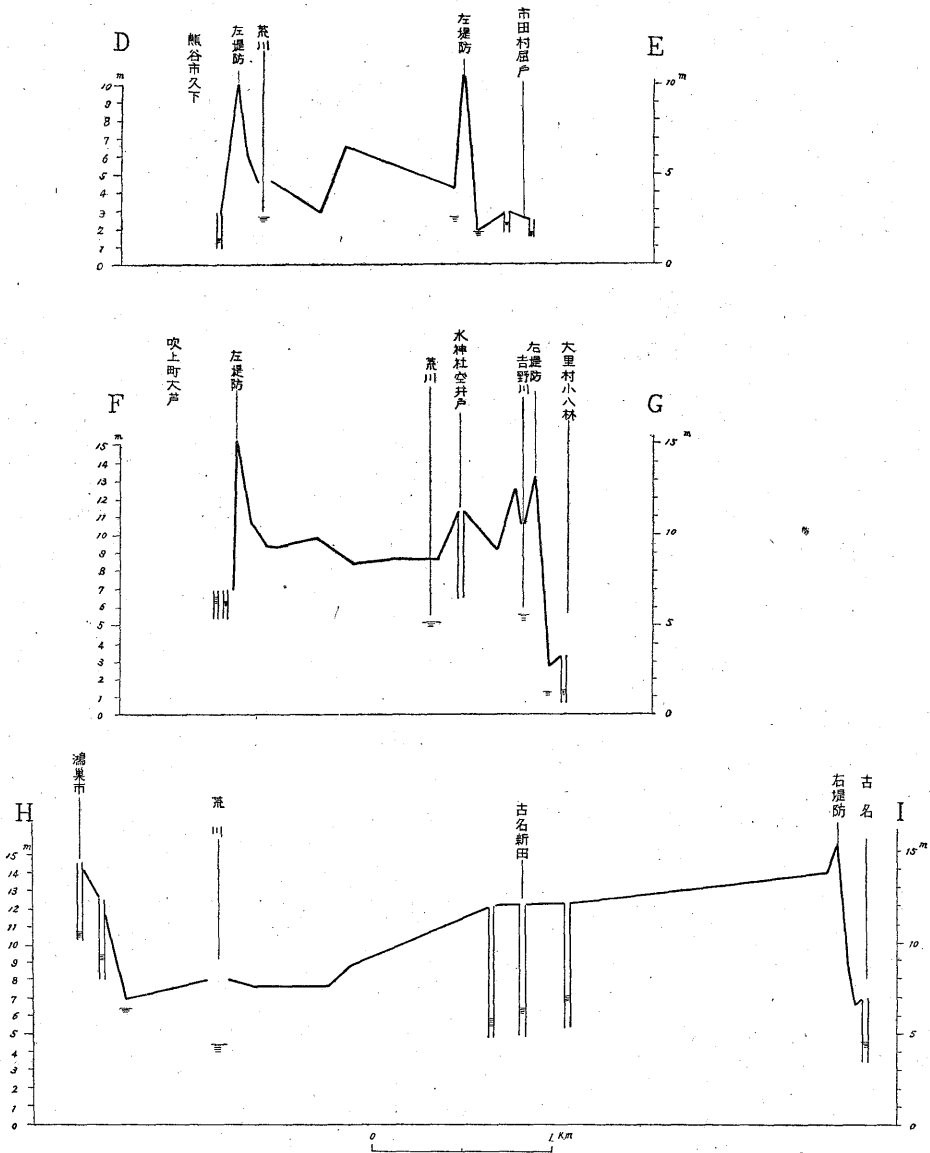 D
熊谷市久下
左堤防
荒川
左堤防
市田村屈戸
E
m
10
9
8
7
6
5
4
3
2
1
0
10 m
5
0
F
吹上町大芦
左堤防
荒川
水神社空井戸
吉野川
右堤防
大里村小八林
G
m
15
14
13
12
11
10
9
8
7
6
5
4
3
2
1
0
15 m
10
5
0
H
鴻巣市
荒川
古名新田
右堤防
古名
I
15 m
14
13
12
11
10
9
8
7
6
5
4
3
2
1
0
15 m
10
5
0
0 1 Km